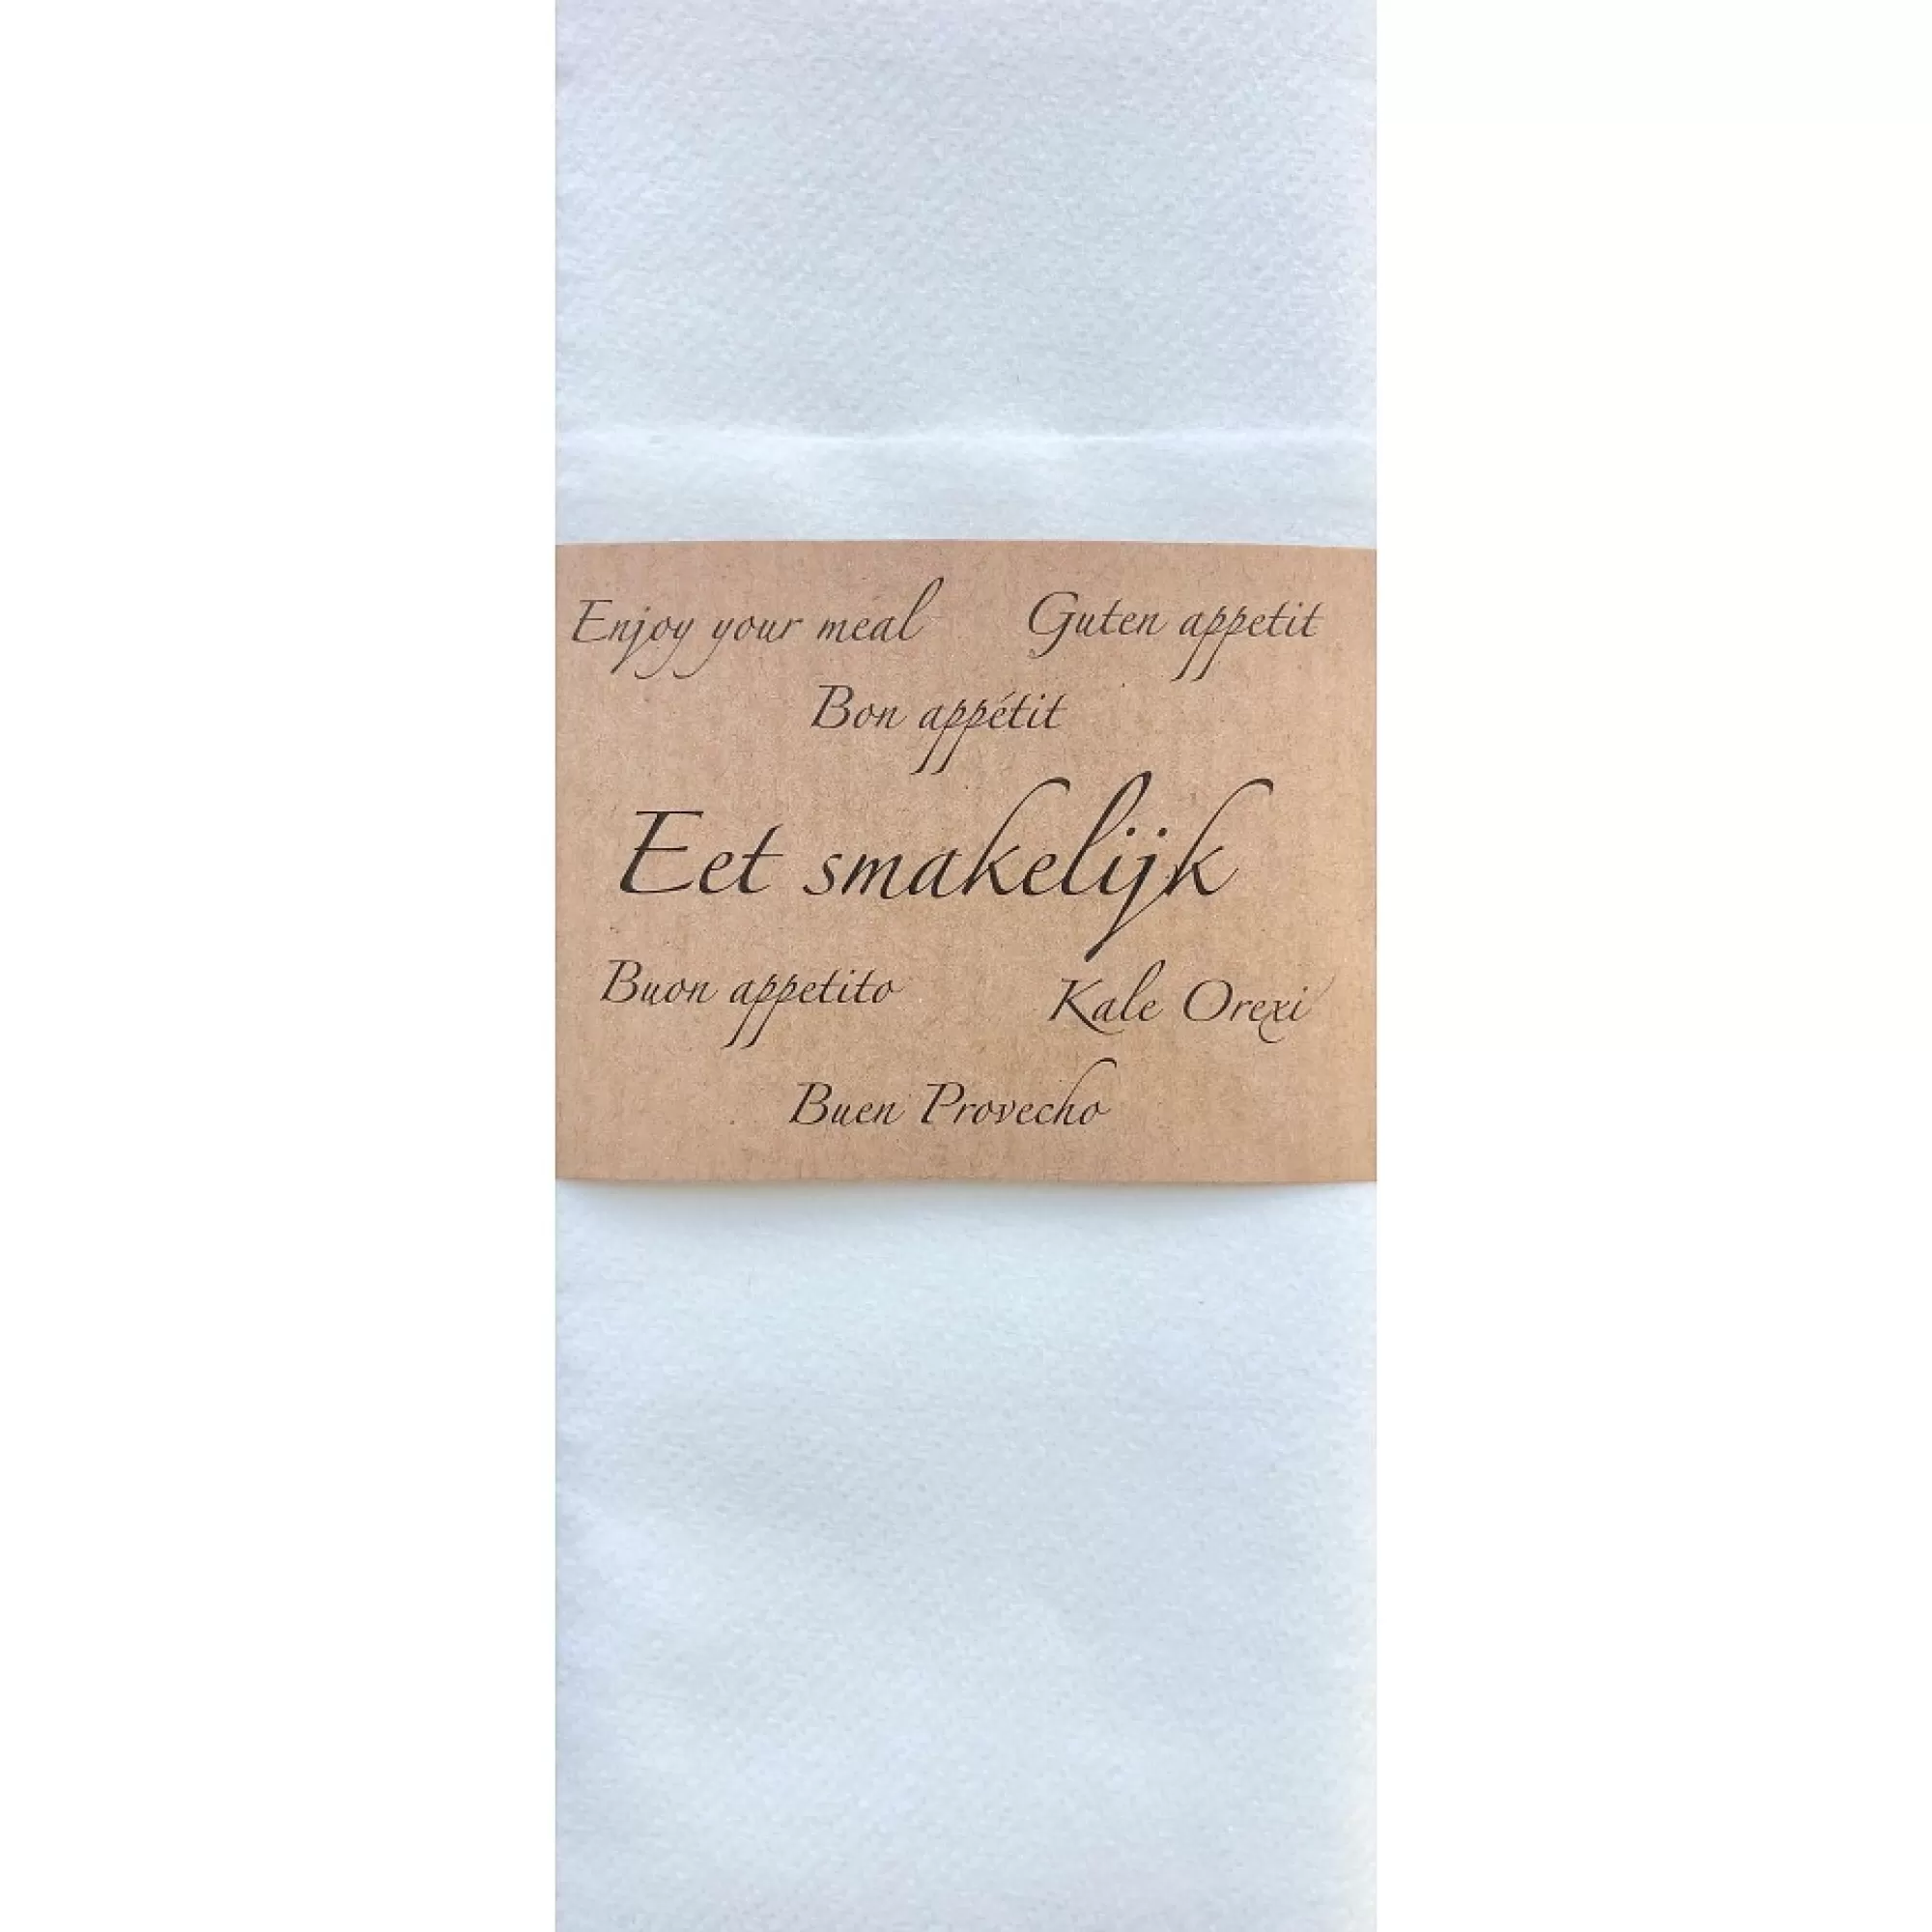 Enjoy your meal
Guten appetit
Bon appétit
Eet smakelijk
Buon appetito
Kale Orexi
Buen Provecho